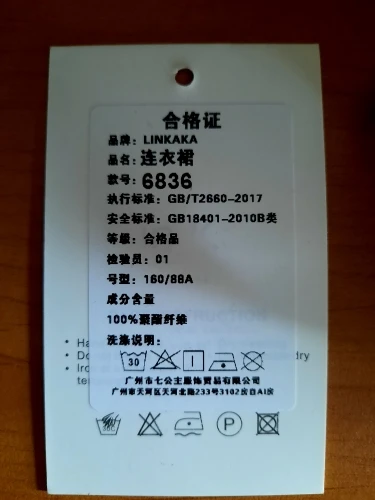 合格证
品牌：LINKAKA
品名：连衣裙
款号：6836
执行标准：GB/T2660-2017
安全标准：GB18401-2010B类
等级：合格品
检验员：01
号型：160/88A
成分含量
100%聚酯纤维
洗涤说明：
30
广州市七公主服饰贸易有限公司
广州市天河区天河北路233号3102房自AI房
P